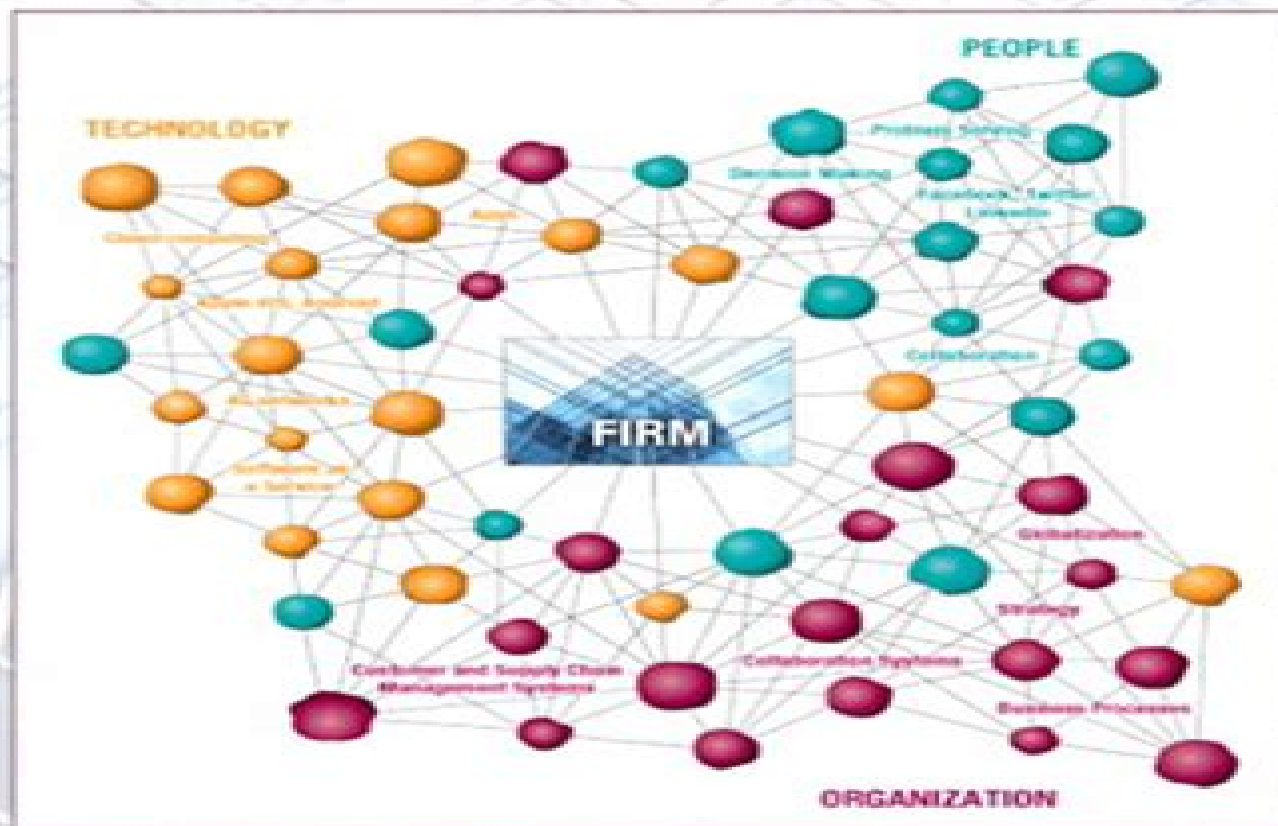 PEOPLE
TECHNOLOGY
Problem Solving
Decision Making
Facebook, Twitter,
LinkedIn
Apps
Cloud computing
Apple iOS, Android
Collaboration
FIRM
Software as
a Service
Globalization
Strategy
Customer and Supply Chain
Management Systems
Collaboration Systems
Business Processes
ORGANIZATION